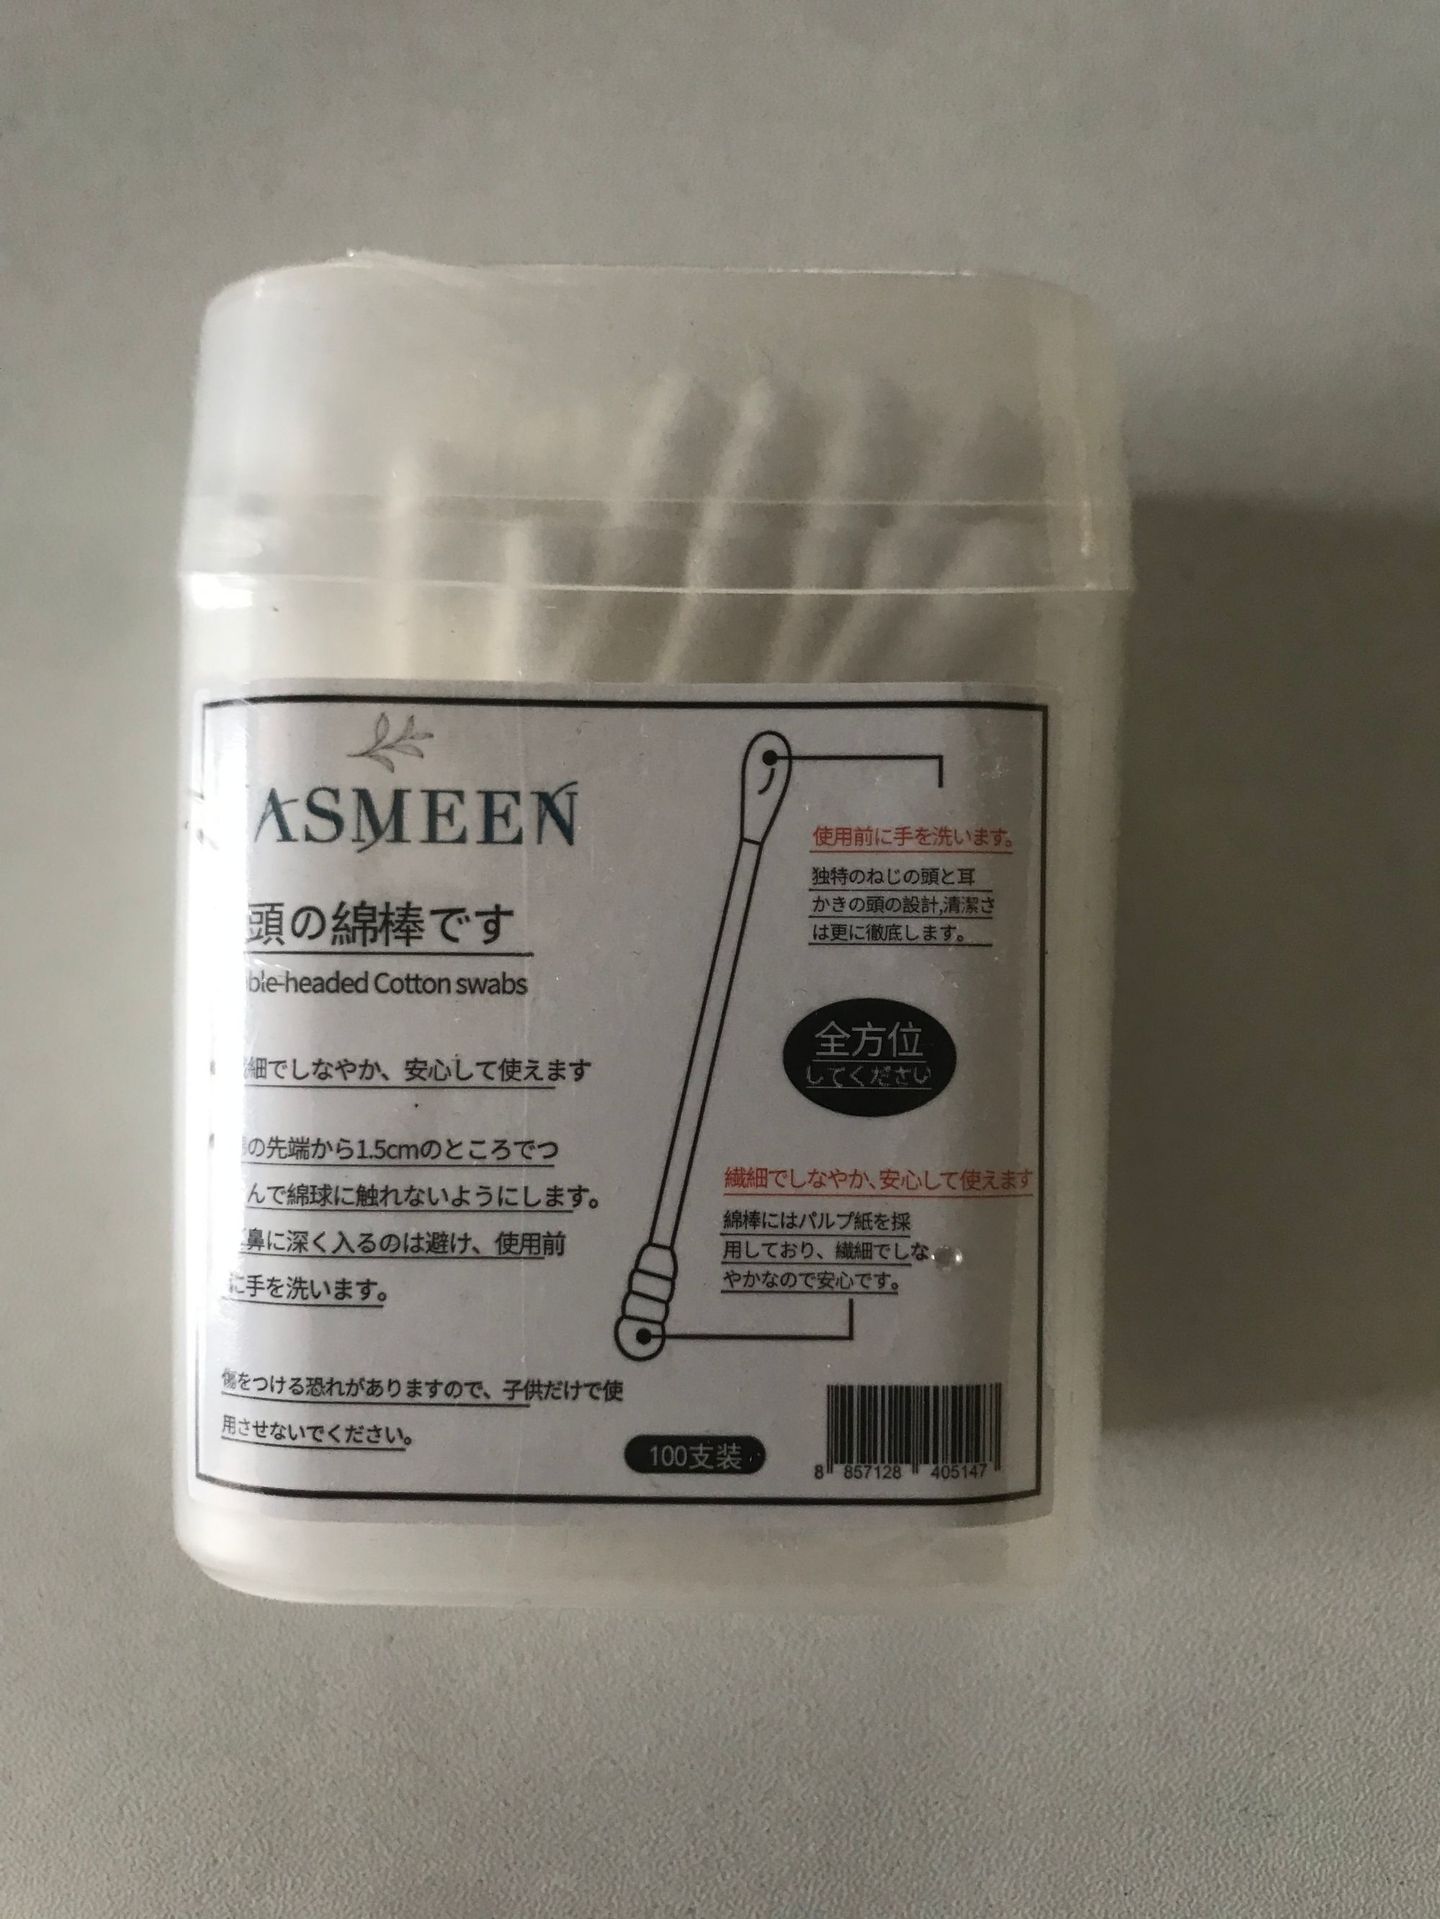 ASMEEN
頭の綿棒です
ble-headed Cotton swabs
細でしなやか、安心して使えます
の先端から1.5cmのところでつ
んで綿球に触れないようにします。
鼻に深く入るのは避け、使用前
に手を洗います。
傷をつける恐れがありますので、子供だけで使
用させないでください。
使用前に手を洗います。
独特のねじの頭と耳
かきの頭の設計,清潔さ
は更に徹底します。
全方位
してください
繊細でしなやか、安心して使えます
綿棒にはパルプ紙を採
用しており、繊細でしな
やかなので安心です。
100支装
8 857128 405147